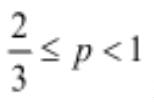 2/3 ≤ p < 1